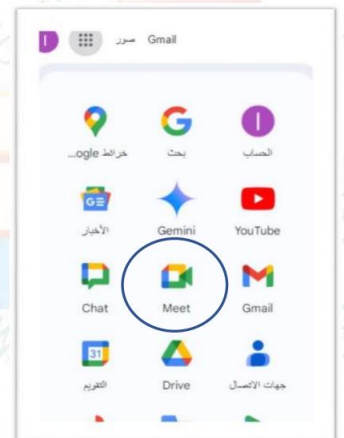 Gmail صور
الحساب بحث خرائط ogle...
YouTube Gemini الأخبار
Gmail Meet Chat
جهات الاتصال Drive التقويم